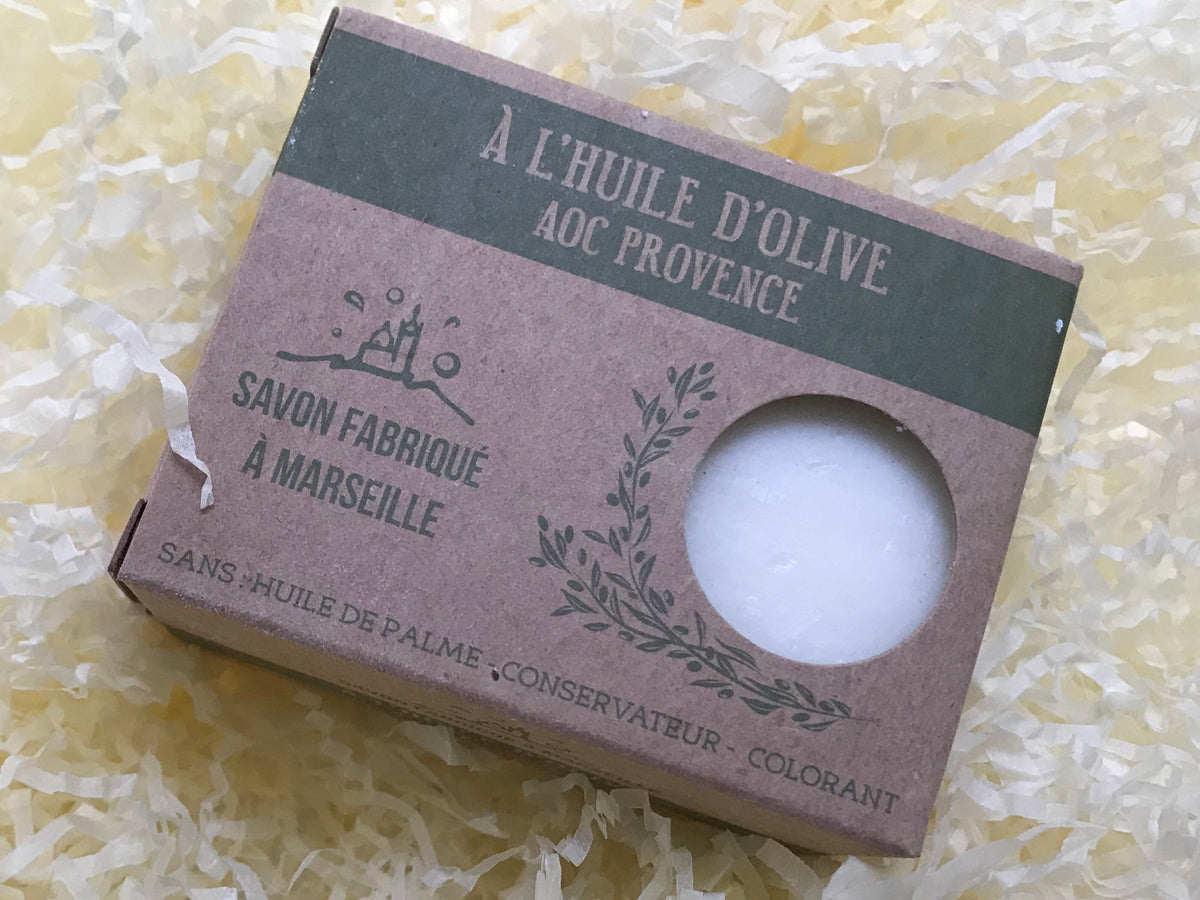 À L'HUILE D'OLIVE
AOC PROVENCE
SAVON FABRIQUÉ
À MARSEILLE
SANS : HUILE DE PALME - CONSERVATEUR - COLORANT